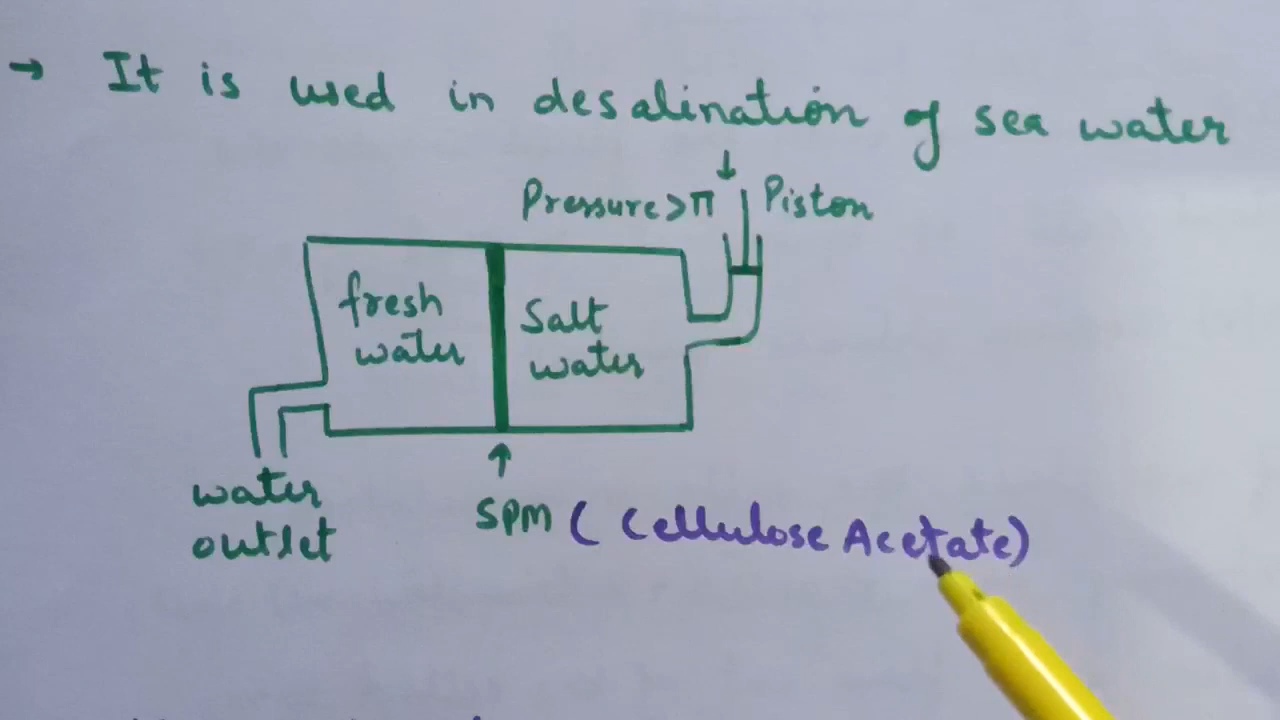 → It is used in desalination of sea water
↓
Pressure > π Piston
fresh
water
Salt
water
water
outlet
↑
SPM (Cellulose Acetate)